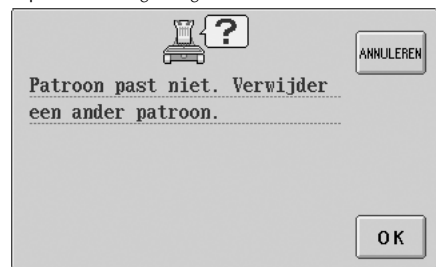 ?
ANNULEREN
Patroon past niet. Verwijder
een ander patroon.
OK